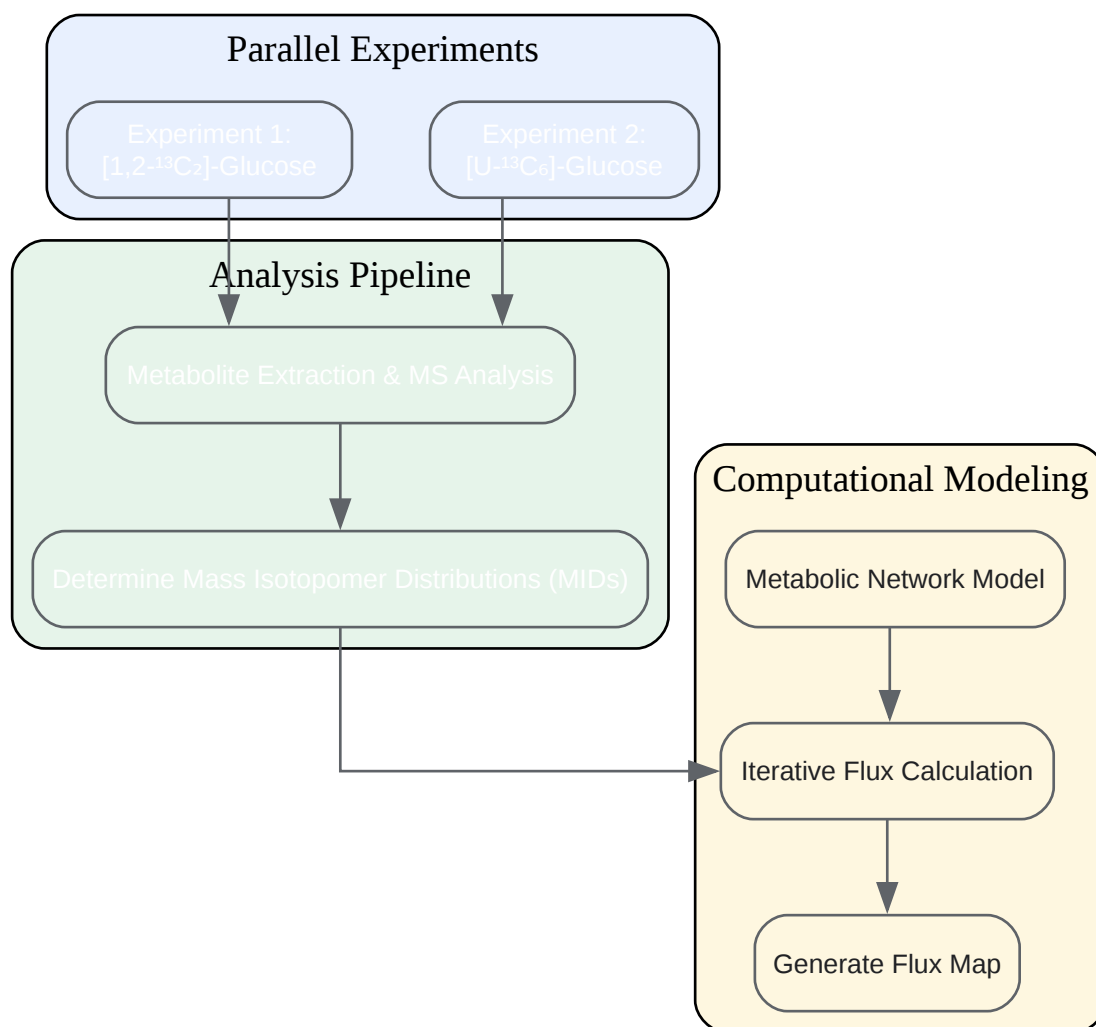 Parallel Experiments
Experiment 1:
[1,2-¹³C₂]-Glucose
Experiment 2:
[U-¹³C₆]-Glucose
Analysis Pipeline
Metabolite Extraction & MS Analysis
Determine Mass Isotopomer Distributions (MIDs)
Computational Modeling
Metabolic Network Model
Iterative Flux Calculation
Generate Flux Map